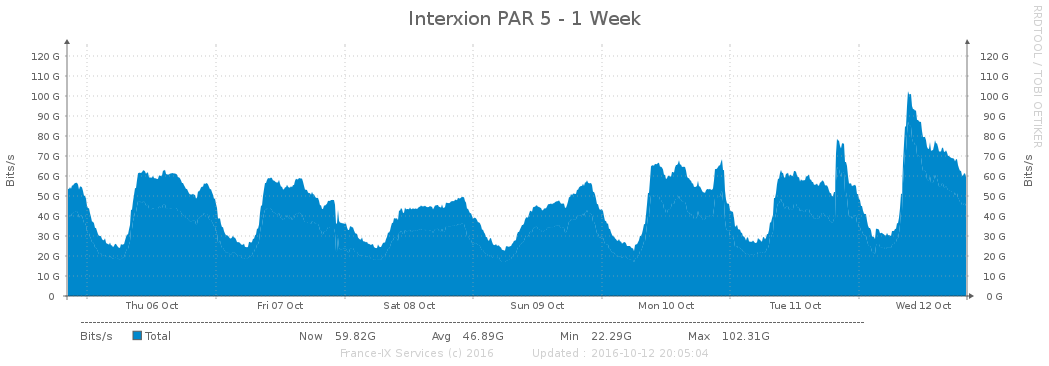 Interxion PAR 5 - 1 Week
RRDTOOL / TOBI OETIKER
Bits/s
120 G 120 G
110 G 110 G
100 G 100 G
90 G 90 G
80 G 80 G
70 G 70 G
60 G 60 G
50 G 50 G
40 G 40 G
30 G 30 G
20 G 20 G
10 G 10 G
0 0 G
Bits/s
Thu 06 Oct Fri 07 Oct Sat 08 Oct Sun 09 Oct Mon 10 Oct Tue 11 Oct Wed 12 Oct
Bits/s Total Now 59.82G Avg 46.89G Min 22.29G Max 102.31G
France-IX Services (c) 2016 Updated : 2016-10-12 20:05:04